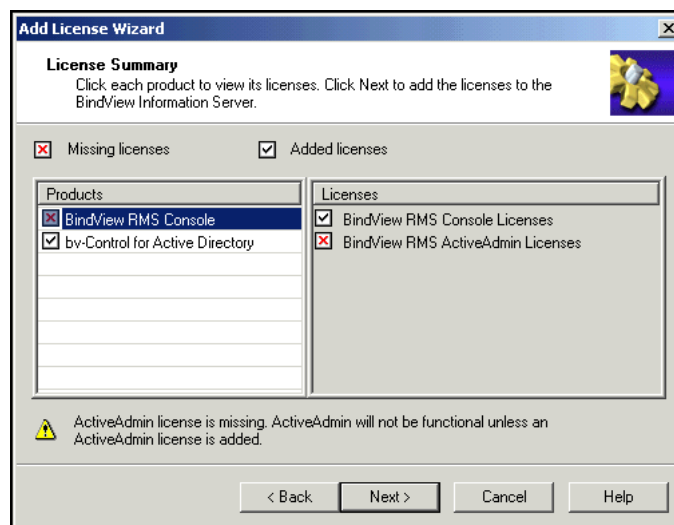 Add License Wizard
License Summary
Click each product to view its licenses. Click Next to add the licenses to the
BindView Information Server.
Missing licenses
Added licenses
Products
Licenses
BindView RMS Console
BindView RMS Console Licenses
bv-Control for Active Directory
BindView RMS ActiveAdmin Licenses
ActiveAdmin license is missing. ActiveAdmin will not be functional unless an
ActiveAdmin license is added.
< Back
Next >
Cancel
Help